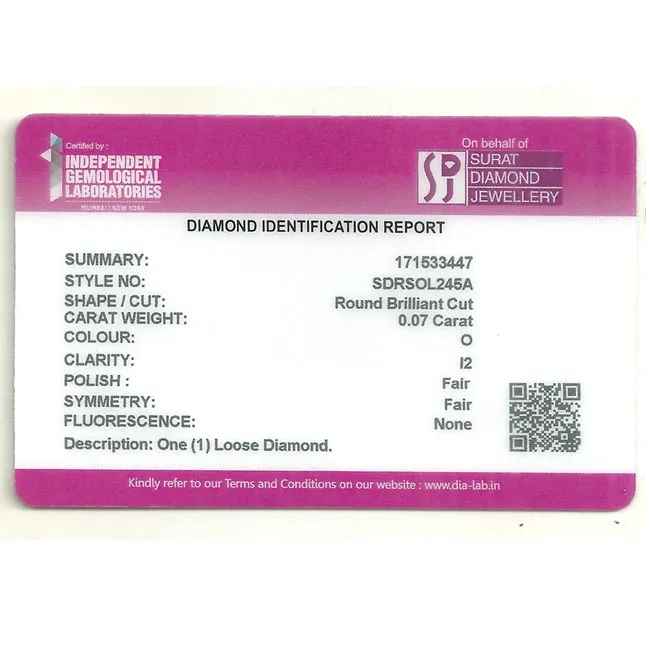 Certified by :
INDEPENDENT
GEMOLOGICAL
LABORATORIES
MUMBAI | NEW YORK
On behalf of
SDJ
SURAT
DIAMOND
JEWELLERY
DIAMOND IDENTIFICATION REPORT
SUMMARY: 171533447
STYLE NO: SDRSOL245A
SHAPE / CUT: Round Brilliant Cut
CARAT WEIGHT: 0.07 Carat
COLOUR: O
CLARITY: I2
POLISH : Fair
SYMMETRY: Fair
FLUORESCENCE: None
Description: One (1) Loose Diamond.
Kindly refer to our Terms and Conditions on our website : www.dia-lab.in